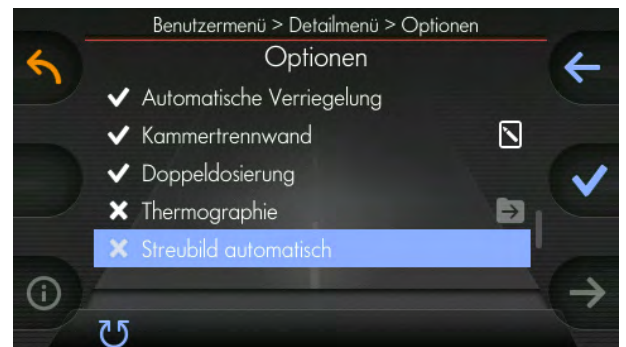 Benutzermenü > Detailmenü > Optionen
Optionen
Automatische Verriegelung
Kammertrennwand
Doppeldosierung
Thermographie
Streubild automatisch